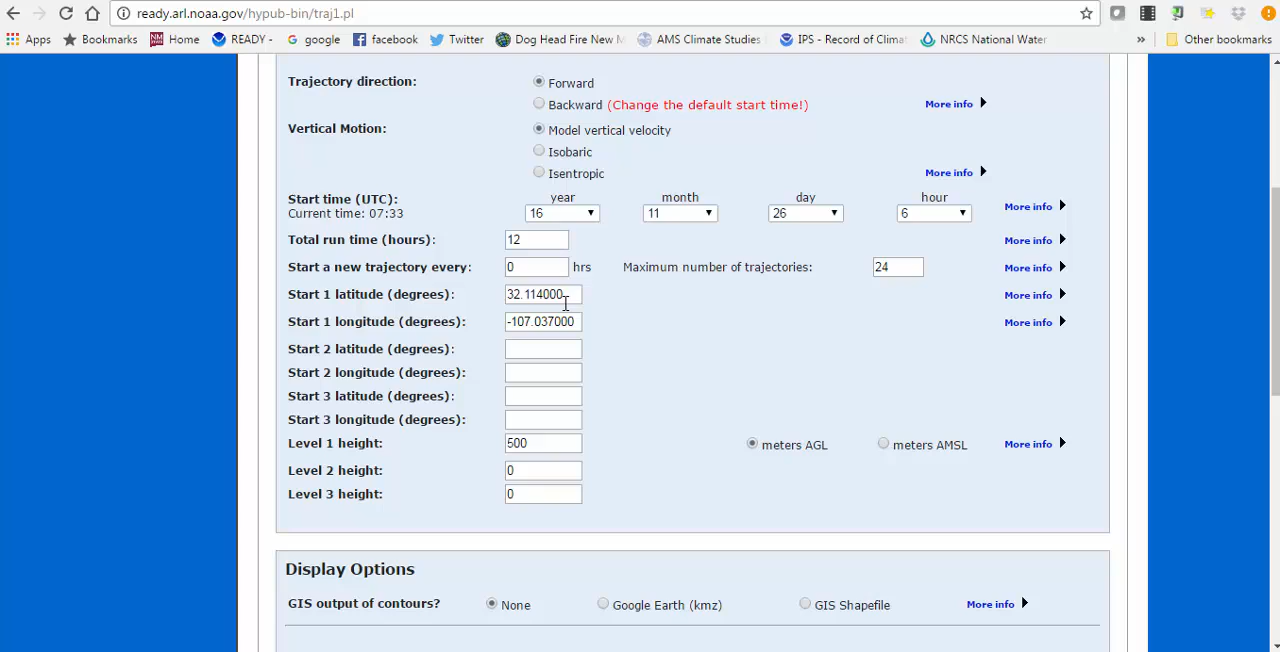 ready.arl.noaa.gov/hypub-bin/traj1.pl
Apps Bookmarks NM Home READY - G google facebook Twitter Dog Head Fire New M AMS Climate Studies IPS - Record of Climat NRCS National Water » Other bookmarks
Trajectory direction: Forward
Backward (Change the default start time!) More info
Vertical Motion: Model vertical velocity
Isobaric
Isentropic More info
year month day hour
Start time (UTC):
Current time: 07:33 16 11 26 6 More info
Total run time (hours): 12 More info
Start a new trajectory every: 0 hrs Maximum number of trajectories: 24 More info
Start 1 latitude (degrees): 32.114000 More info
Start 1 longitude (degrees): -107.037000 More info
Start 2 latitude (degrees):
Start 2 longitude (degrees):
Start 3 latitude (degrees):
Start 3 longitude (degrees):
Level 1 height: 500 meters AGL meters AMSL More info
Level 2 height: 0
Level 3 height: 0
Display Options
GIS output of contours? None Google Earth (kmz) GIS Shapefile More info